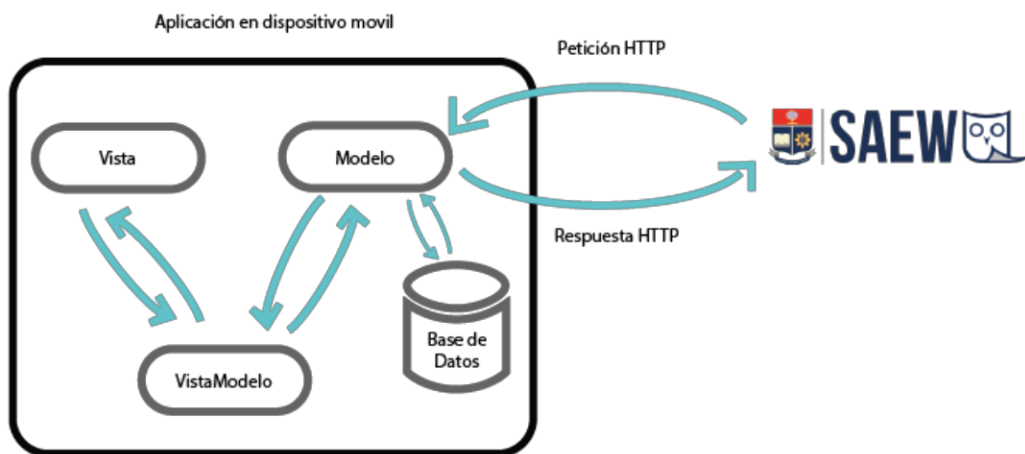 Aplicación en dispositivo movil
Petición HTTP
Vista
Modelo
SAEW
Respuesta HTTP
Base de
Datos
VistaModelo